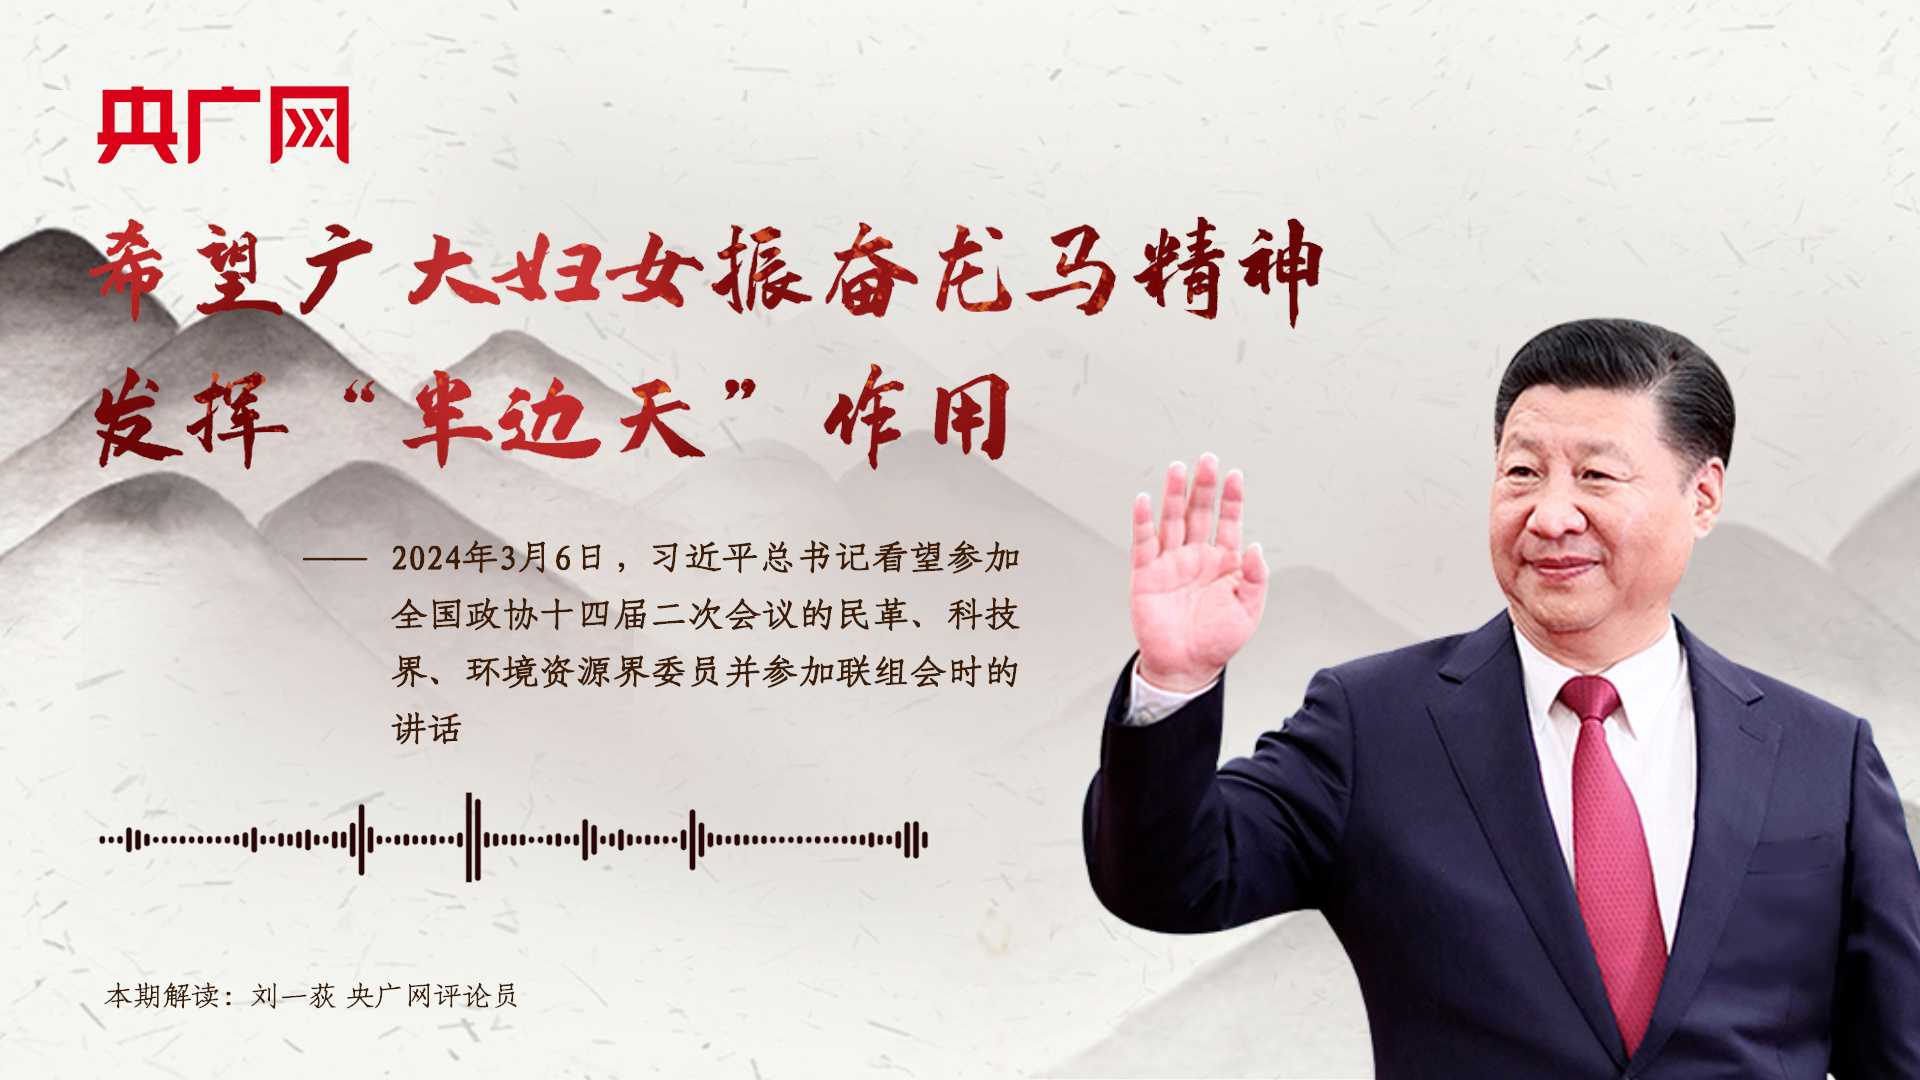 央广网
希望广大妇女振奋龙马精神
发挥“半边天”作用
—— 2024年3月6日，习近平总书记看望参加
全国政协十四届二次会议的民革、科技
界、环境资源界委员并参加联组会时的
讲话
本期解读：刘一荻 央广网评论员